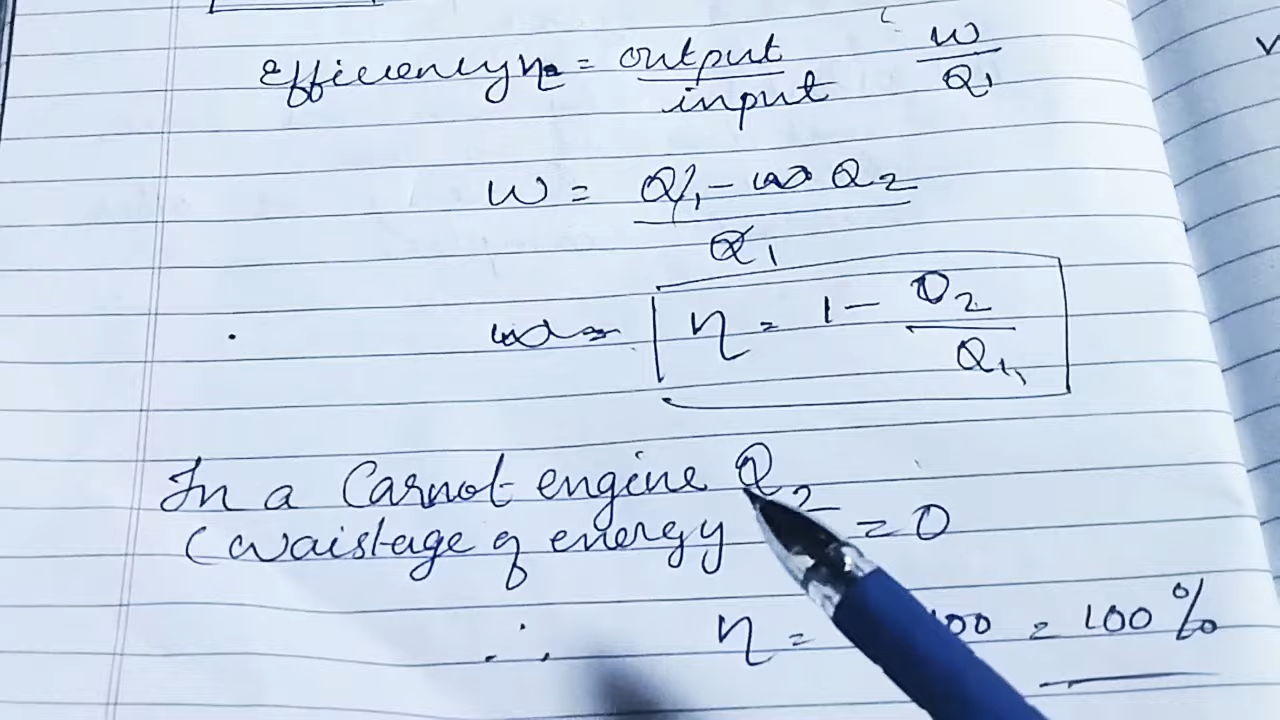 Efficiency η = output/input W/Q₁
W = Q₁ - Q₂/Q₁
η = 1 - Q₂/Q₁
In a Carnot engine Q₂
(Waistage of energy = 0
∴ η = 100 = 100%